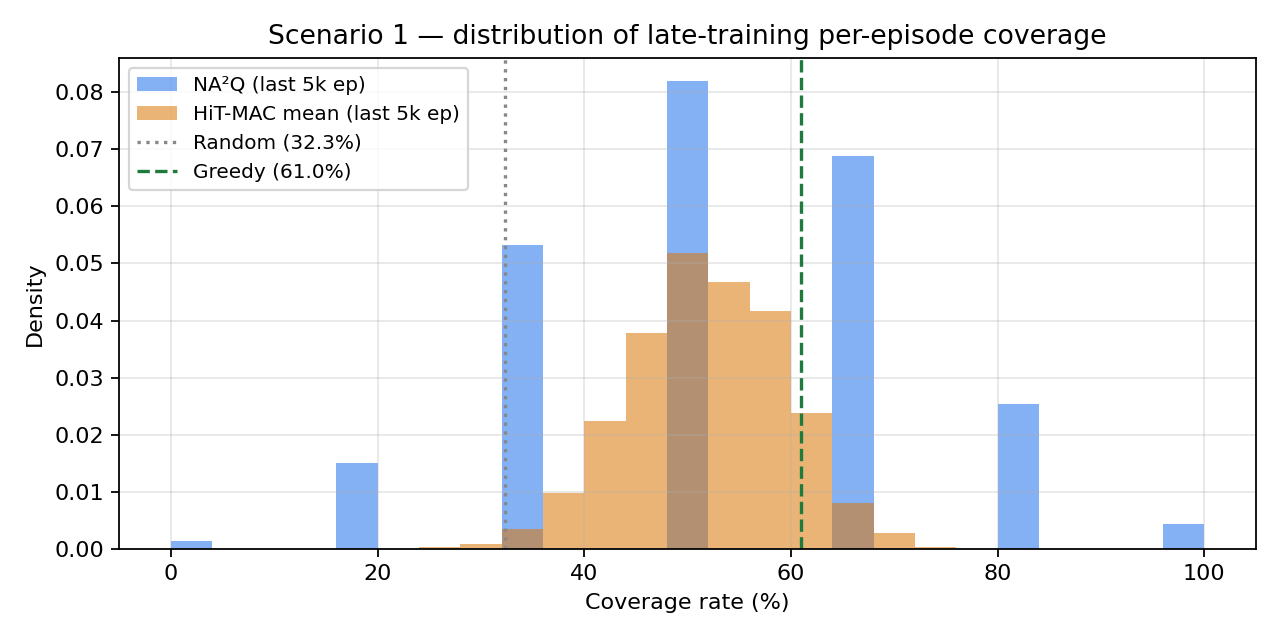 Scenario 1 — distribution of late-training per-episode coverage
NA²Q (last 5k ep)
HiT-MAC mean (last 5k ep)
Random (32.3%)
Greedy (61.0%)
Density
0.08
0.07
0.06
0.05
0.04
0.03
0.02
0.01
0.00
0 20 40 60 80 100
Coverage rate (%)